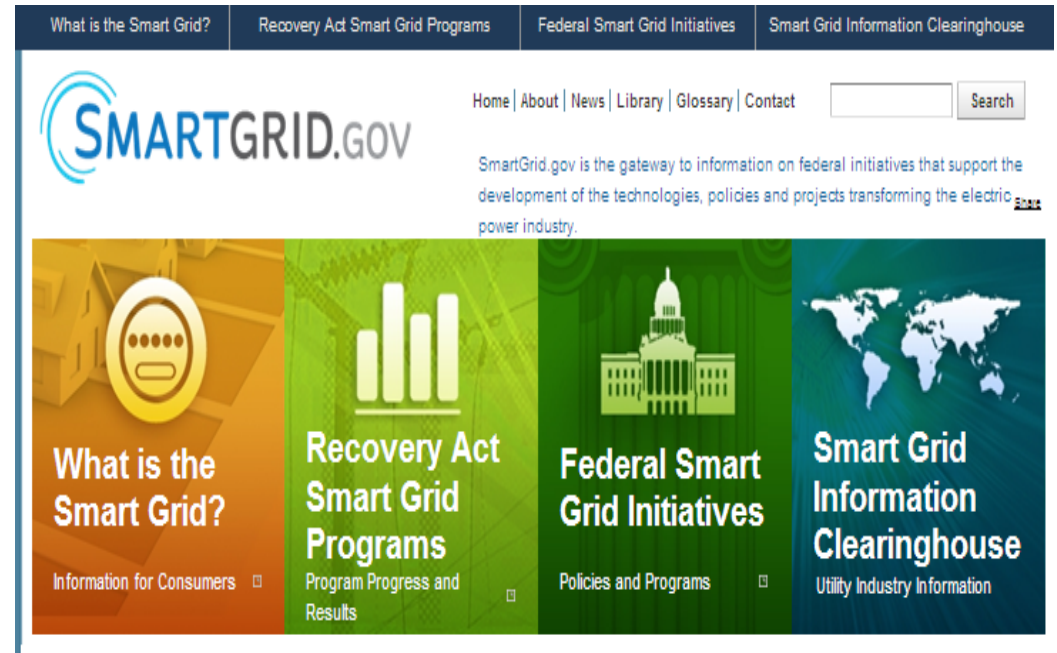 What is the Smart Grid?
Recovery Act Smart Grid Programs
Federal Smart Grid Initiatives
Smart Grid Information Clearinghouse
SMARTGRID.GOV
Home | About | News | Library | Glossary | Contact
Search
SmartGrid.gov is the gateway to information on federal initiatives that support the
development of the technologies, policies and projects transforming the electric
power industry.
Share
What is the
Smart Grid?
Information for Consumers
Recovery Act
Smart Grid
Programs
Program Progress and
Results
Federal Smart
Grid Initiatives
Policies and Programs
Smart Grid
Information
Clearinghouse
Utility Industry Information